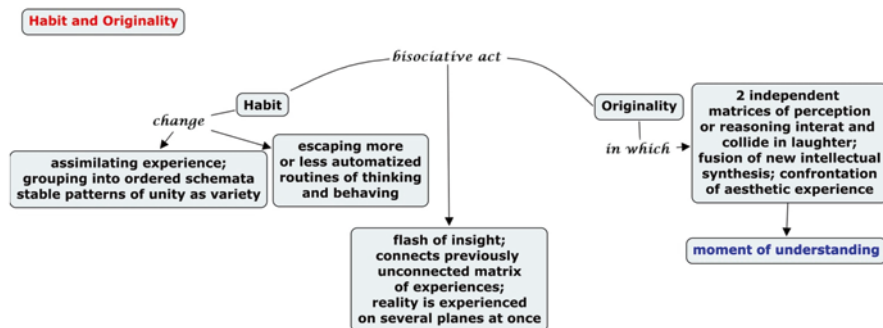 Habit and Originality
bisociative act
Habit
change
assimilating experience;
grouping into ordered schemata
stable patterns of unity as variety
escaping more
or less automatized
routines of thinking
and behaving
flash of insight;
connects previously
unconnected matrix
of experiences;
reality is experienced
on several planes at once
Originality
in which
2 independent
matrices of perception
or reasoning interat and
collide in laughter;
fusion of new intellectual
synthesis; confrontation
of aesthetic experience
moment of understanding